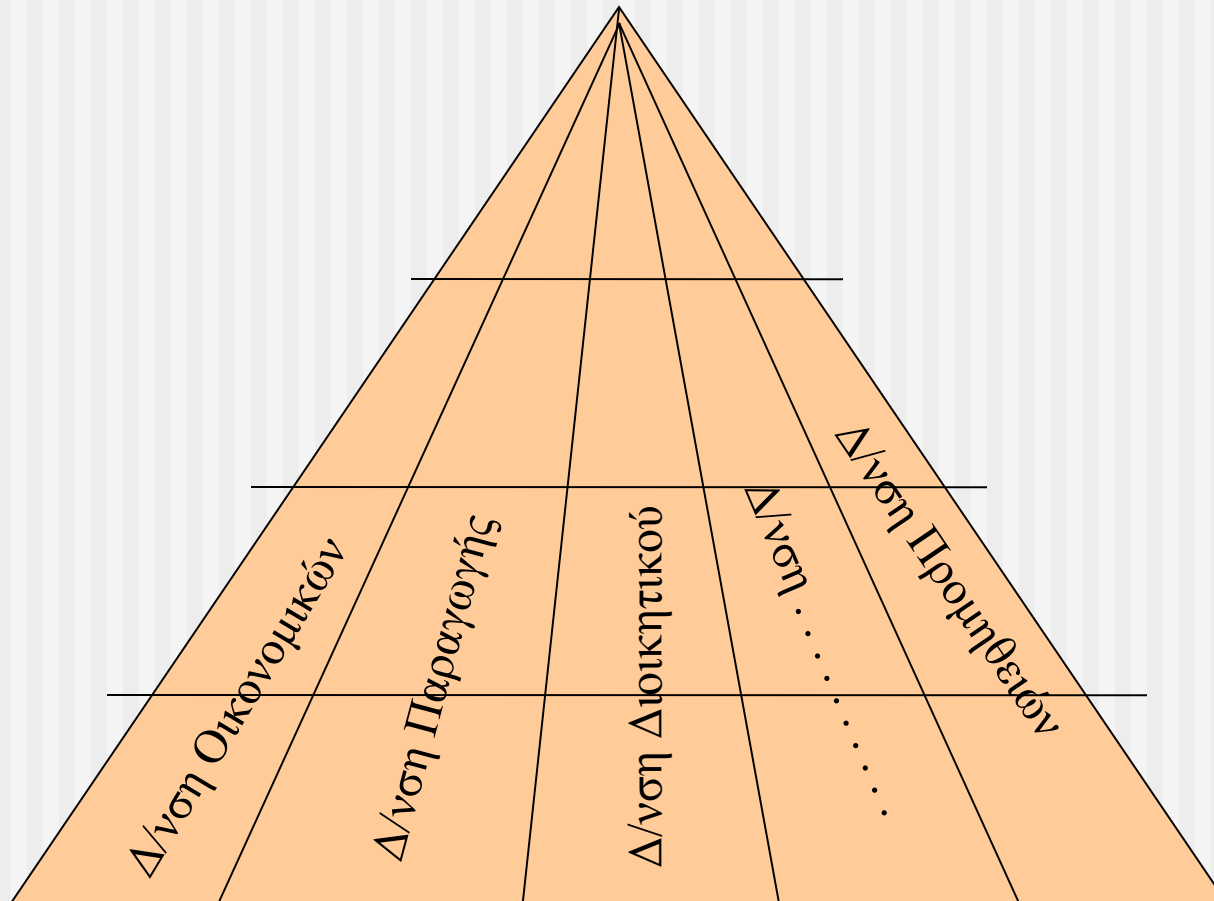 Δ/νση Οικονομικών
Δ/νση Παραγωγής
Δ/νση Διοικητικού
Δ/νση . . . . . . . . . .
Δ/νση Προμηθειών